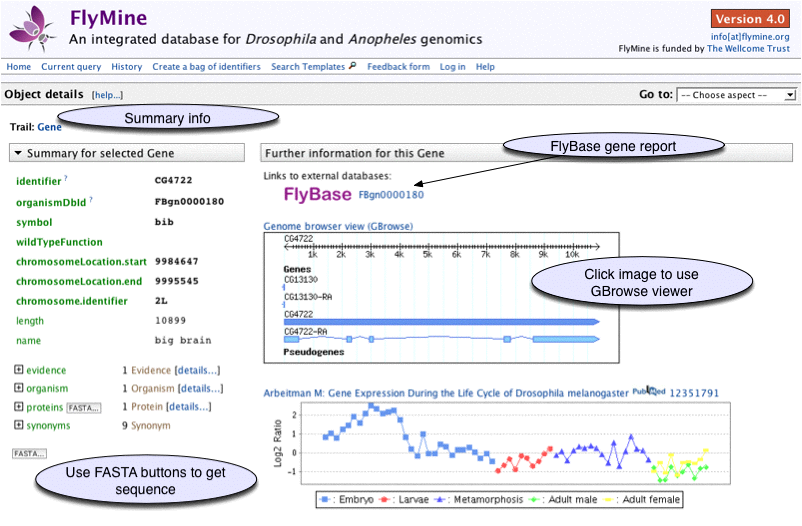 FlyMine
An integrated database for Drosophila and Anopheles genomics
Version 4.0
info[at]flymine.org
FlyMine is funded by The Wellcome Trust
Home Current query History Create a bag of identifiers Search Templates Feedback form Log in Help
Object details [help...]
Go to: -- Choose aspect --
Summary info
Trail: Gene
FlyBase gene report
Summary for selected Gene
identifier ? CG4722
organismDbId ? FBgn0000180
symbol bib
wildTypeFunction
chromosomeLocation.start 9984647
chromosomeLocation.end 9995545
chromosome.identifier 2L
length 10899
name big brain
evidence 1 Evidence [details...]
organism 1 Organism [details...]
proteins FASTA... 1 Protein [details...]
synonyms 9 Synonym
FASTA...
Use FASTA buttons to get
sequence
Further information for this Gene
Links to external databases:
FlyBase FBgn0000180
Genome browser view (GBrowse)
CG4722
1k 2k 3k 4k 5k 6k 7k 8k 9k 10k
Genes
CG13130
CG13130-RA
CG4722
CG4722-RA
Pseudogenes
Click image to use
GBrowse viewer
Arbeitman M: Gene Expression During the Life Cycle of Drosophila melanogaster 12351791
Log2 Ratio
2
1
0
-1
: Embryo : Larvae : Metamorphosis : Adult male : Adult female